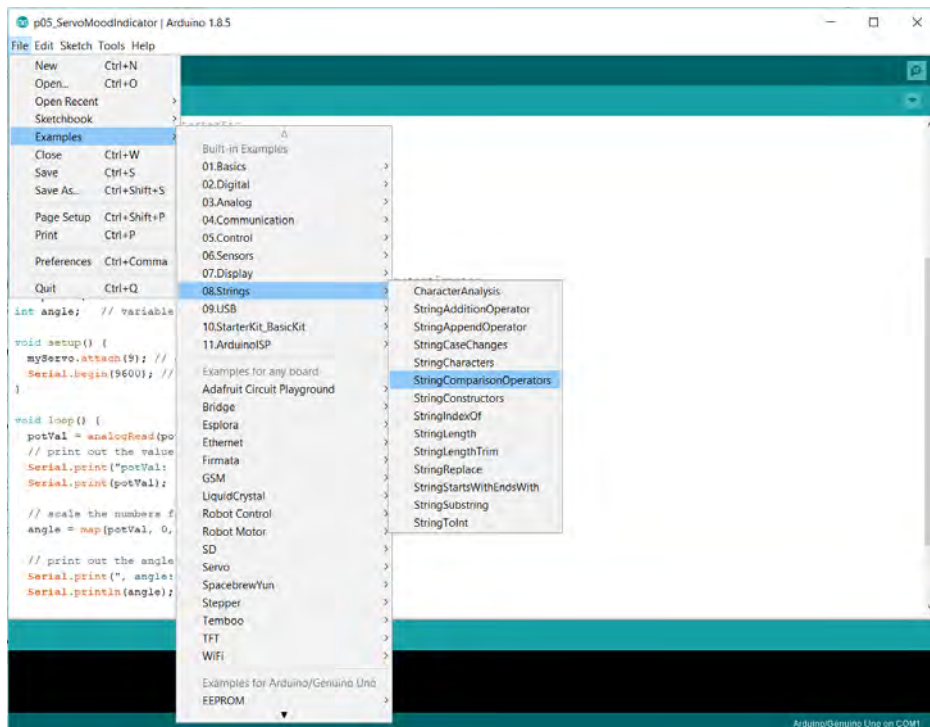 p05_ServoMoodIndicator | Arduino 1.8.5
File Edit Sketch Tools Help
New Ctrl+N
Open... Ctrl+O
Open Recent
Sketchbook
Examples
Close Ctrl+W
Save Ctrl+S
Save As... Ctrl+Shift+S
Page Setup Ctrl+Shift+P
Print Ctrl+P
Preferences Ctrl+Comma
Quit Ctrl+Q
Built-in Examples
01.Basics
02.Digital
03.Analog
04.Communication
05.Control
06.Sensors
07.Display
08.Strings
09.USB
10.StarterKit_BasicKit
11.ArduinoISP
Examples for any board
Adafruit Circuit Playground
Bridge
Esplora
Ethernet
Firmata
GSM
LiquidCrystal
Robot Control
Robot Motor
SD
Servo
SpacebrewYun
Stepper
Temboo
TFT
WiFi
Examples for Arduino/Genuino Uno
EEPROM
CharacterAnalysis
StringAdditionOperator
StringAppendOperator
StringCaseChanges
StringCharacters
StringComparisonOperators
StringConstructors
StringIndexOf
StringLength
StringLengthTrim
StringReplace
StringStartsWithEndsWith
StringSubstring
StringToInt
int angle; // variable
void setup() {
myServo.attach(9); //
Serial.begin(9600); //
}
void loop() {
potVal = analogRead(po
// print out the value
Serial.print("potVal:
Serial.print(potVal);
// scale the numbers f
angle = map(potVal, 0,
// print out the angle
Serial.print(", angle:
Serial.println(angle);
Arduino/Genuino Uno on COM1